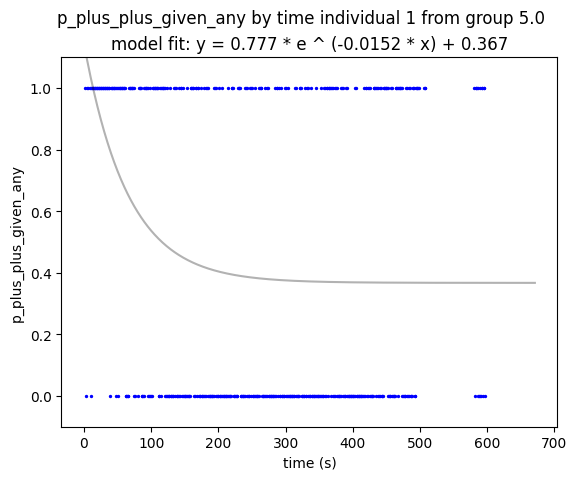 p_plus_plus_given_any by time individual 1 from group 5.0
model fit: y = 0.777 * e ^ (-0.0152 * x) + 0.367
1.0
0.8
0.6
0.4
0.2
0.0
p_plus_plus_given_any
0 100 200 300 400 500 600 700
time (s)